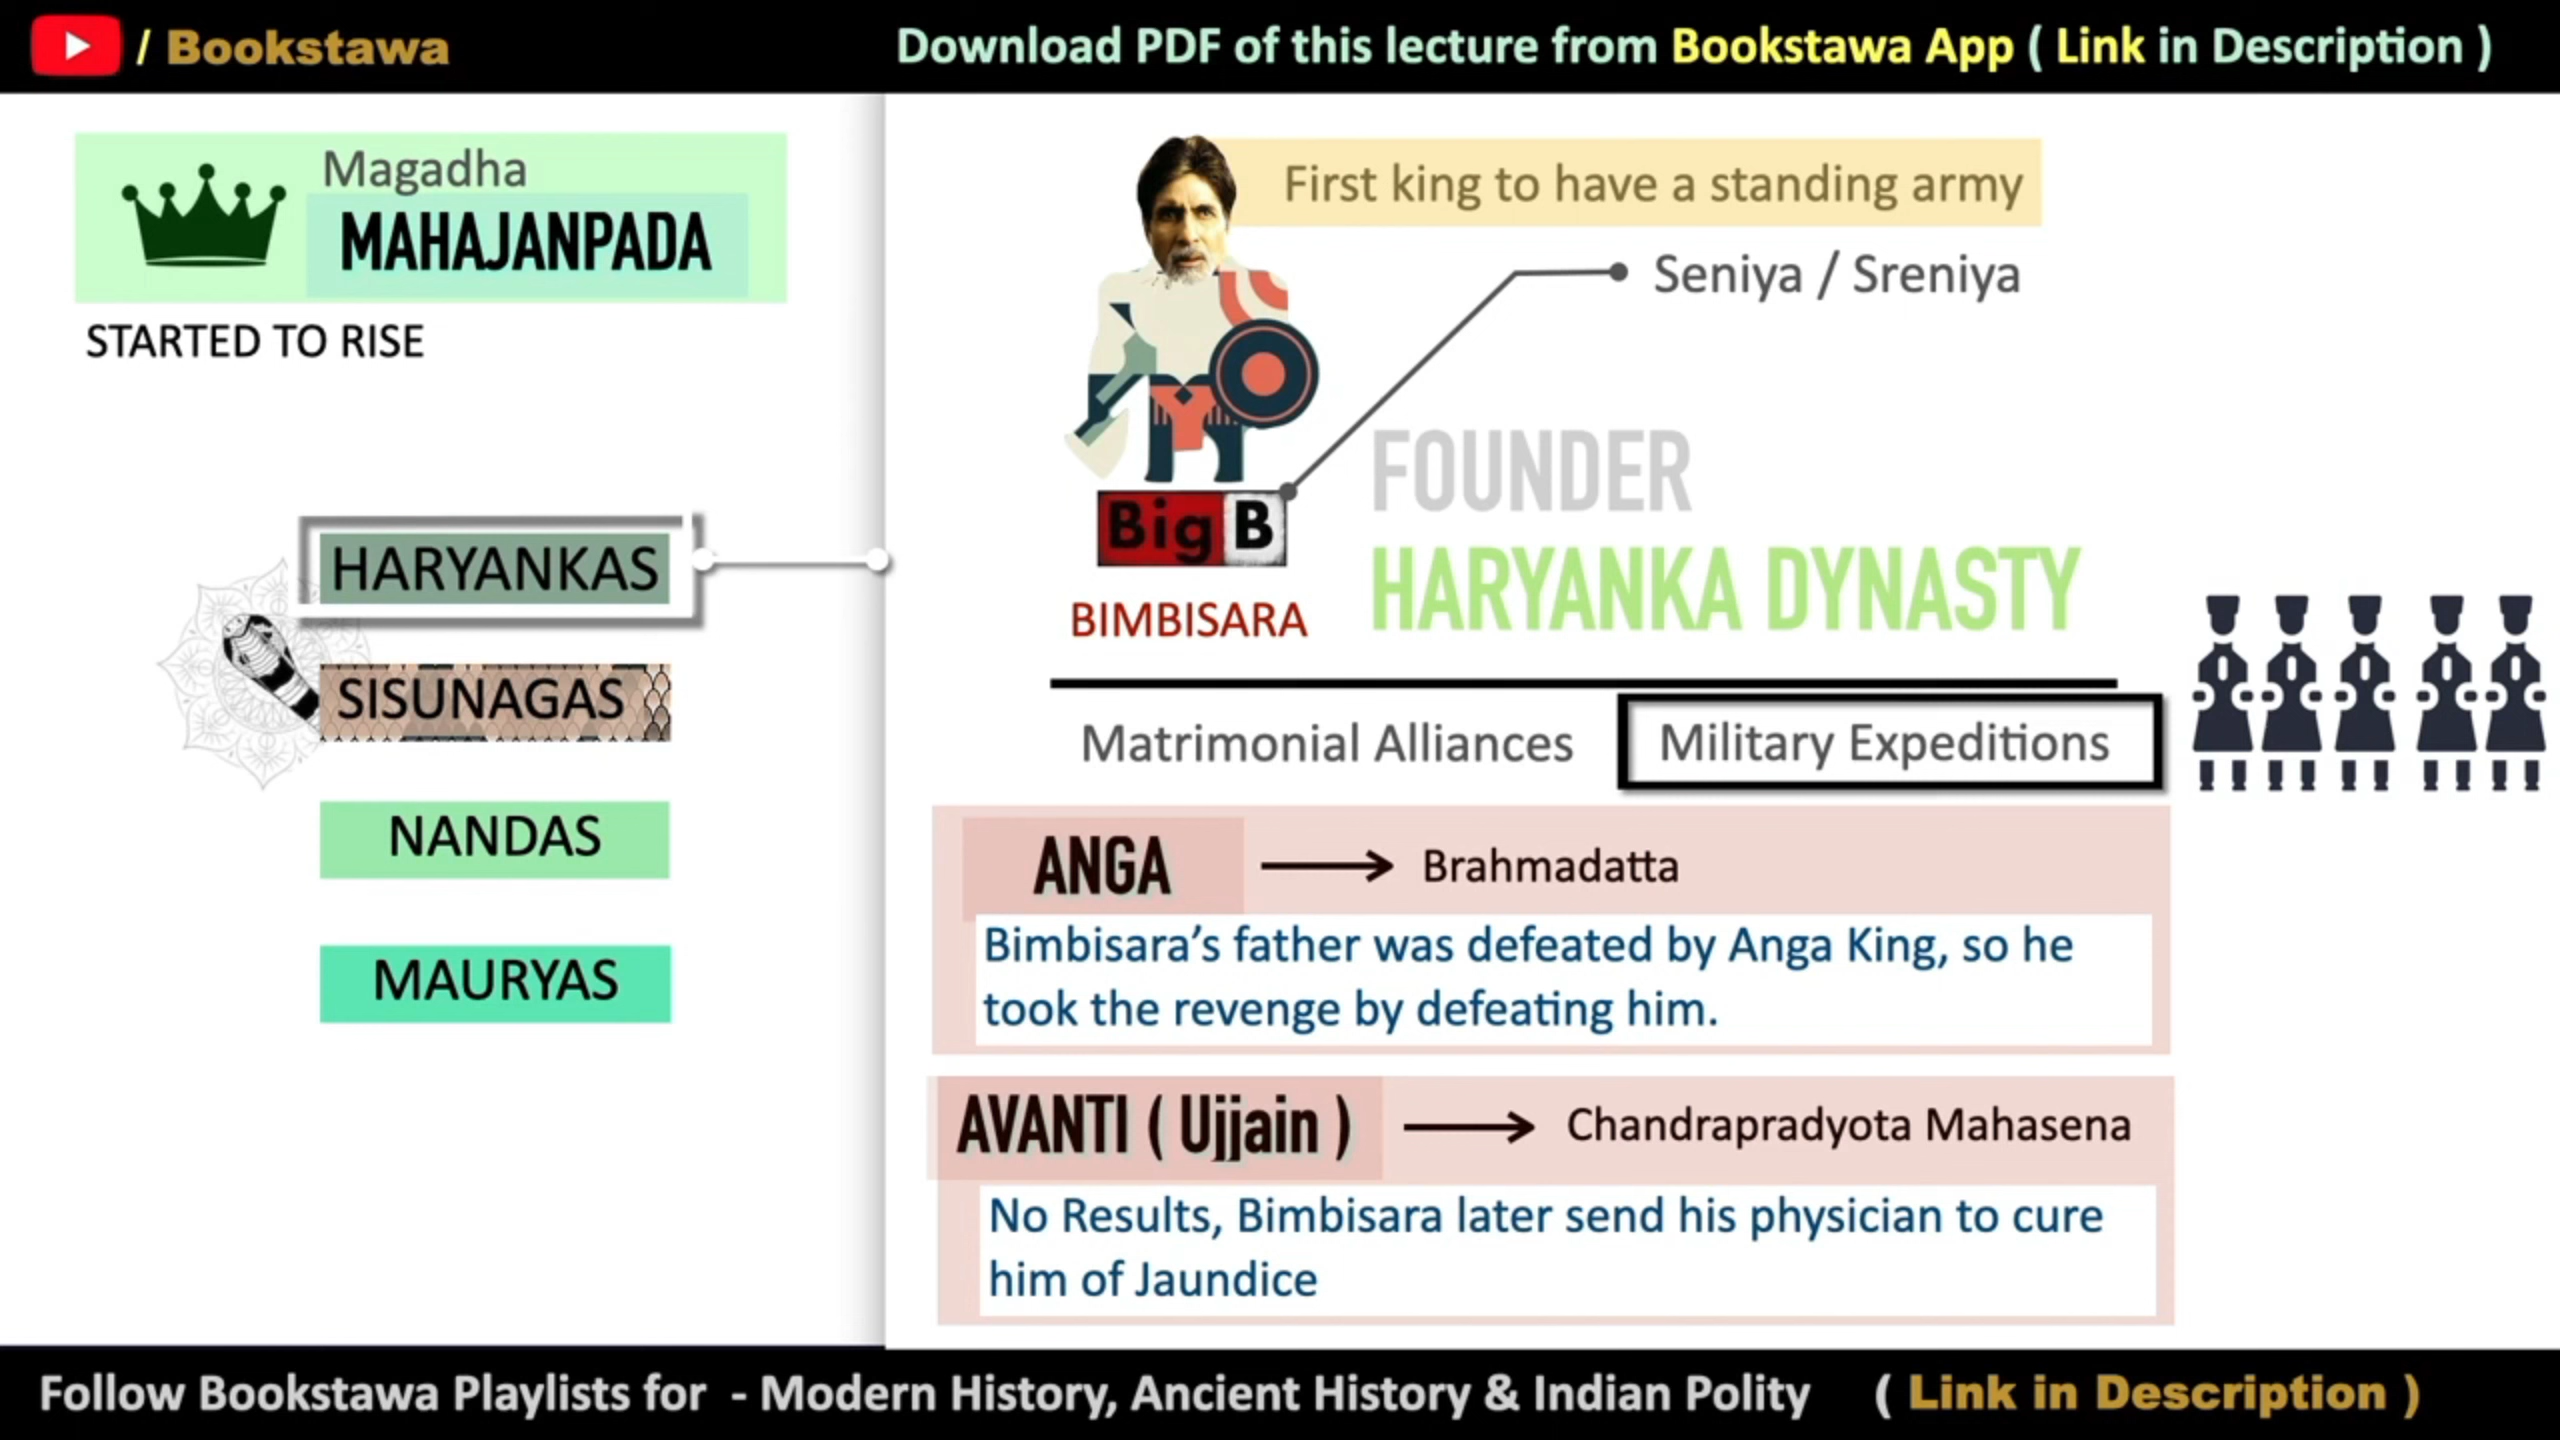 / Bookstawa
Download PDF of this lecture from Bookstawa App ( Link in Description )
Magadha
MAHAJANPADA
STARTED TO RISE
HARYANKAS
SISUNAGAS
NANDAS
MAURYAS
First king to have a standing army
Seniya / Sreniya
Big B
BIMBISARA
FOUNDER
HARYANKA DYNASTY
Matrimonial Alliances
Military Expeditions
ANGA
Brahmadatta
Bimbisara’s father was defeated by Anga King, so he
took the revenge by defeating him.
AVANTI ( Ujjain )
Chandrapradyota Mahasena
No Results, Bimbisara later send his physician to cure
him of Jaundice
Follow Bookstawa Playlists for - Modern History, Ancient History & Indian Polity ( Link in Description )